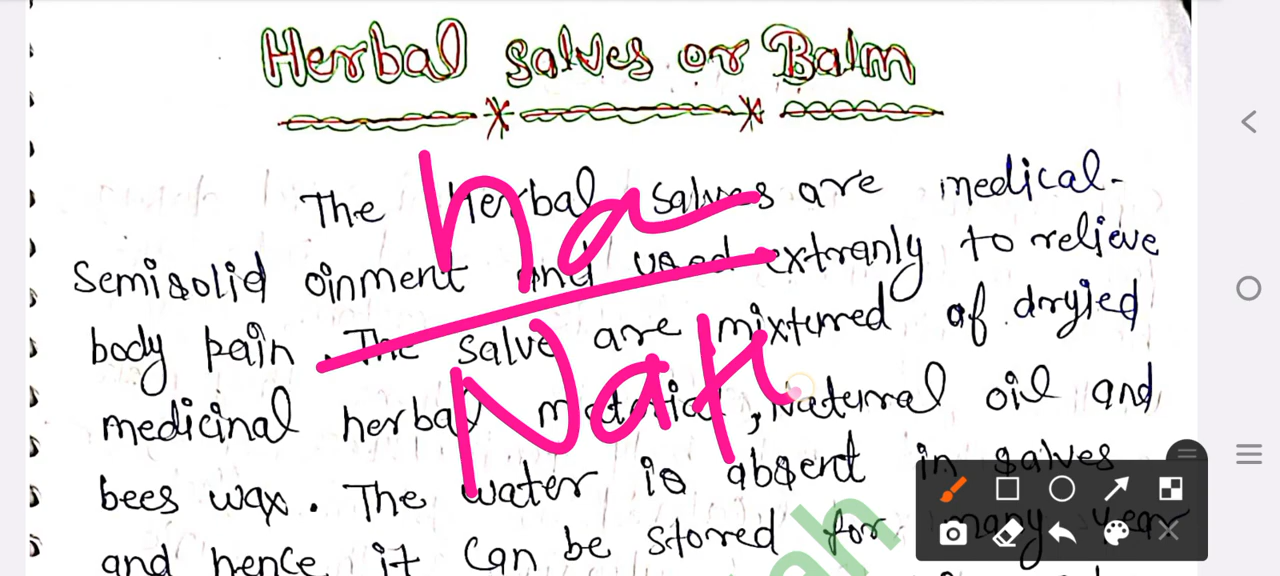 Herbal salves or Balm
The Herbal salves are medical-
semisolid oinment and used extranly to relieve
body pain. The salve are mixtured of dryied
medicinal herbal material, Natural oil and
bees wax. The water is absent in salves
and hence it can be stored for many year
ha
Nat
ah